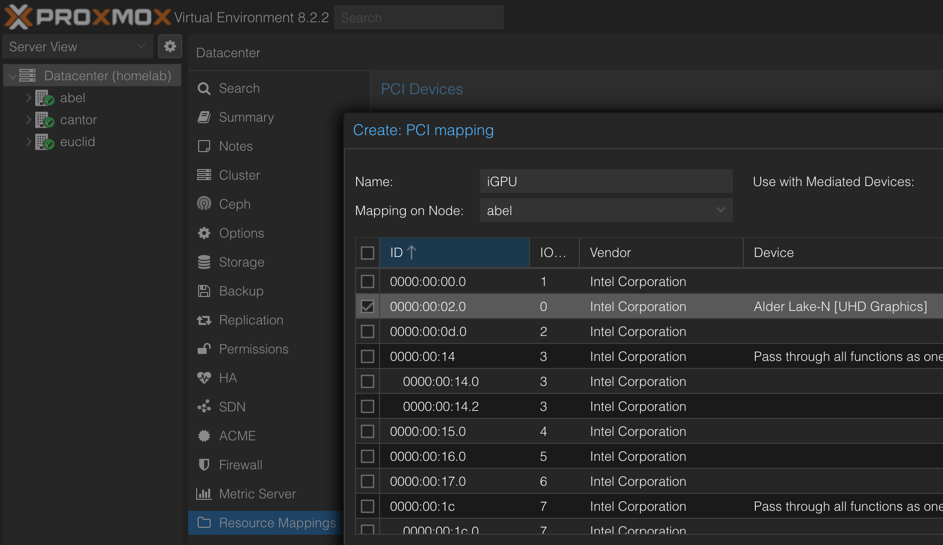 PROXMOX Virtual Environment 8.2.2 Search
Server View
Datacenter (homelab)
abel
cantor
euclid
Datacenter
Search
Summary
Notes
Cluster
Ceph
Options
Storage
Backup
Replication
Permissions
HA
SDN
ACME
Firewall
Metric Server
Resource Mappings
PCI Devices
Create: PCI mapping
Name: iGPU Use with Mediated Devices:
Mapping on Node: abel
ID IO... Vendor Device
0000:00:00.0 1 Intel Corporation
0000:00:02.0 0 Intel Corporation Alder Lake-N [UHD Graphics]
0000:00:0d.0 2 Intel Corporation
0000:00:14 3 Intel Corporation Pass through all functions as one
0000:00:14.0 3 Intel Corporation
0000:00:14.2 3 Intel Corporation
0000:00:15.0 4 Intel Corporation
0000:00:16.0 5 Intel Corporation
0000:00:17.0 6 Intel Corporation
0000:00:1c 7 Intel Corporation Pass through all functions as one
0000:00:1c.0 7 Intel Corporation